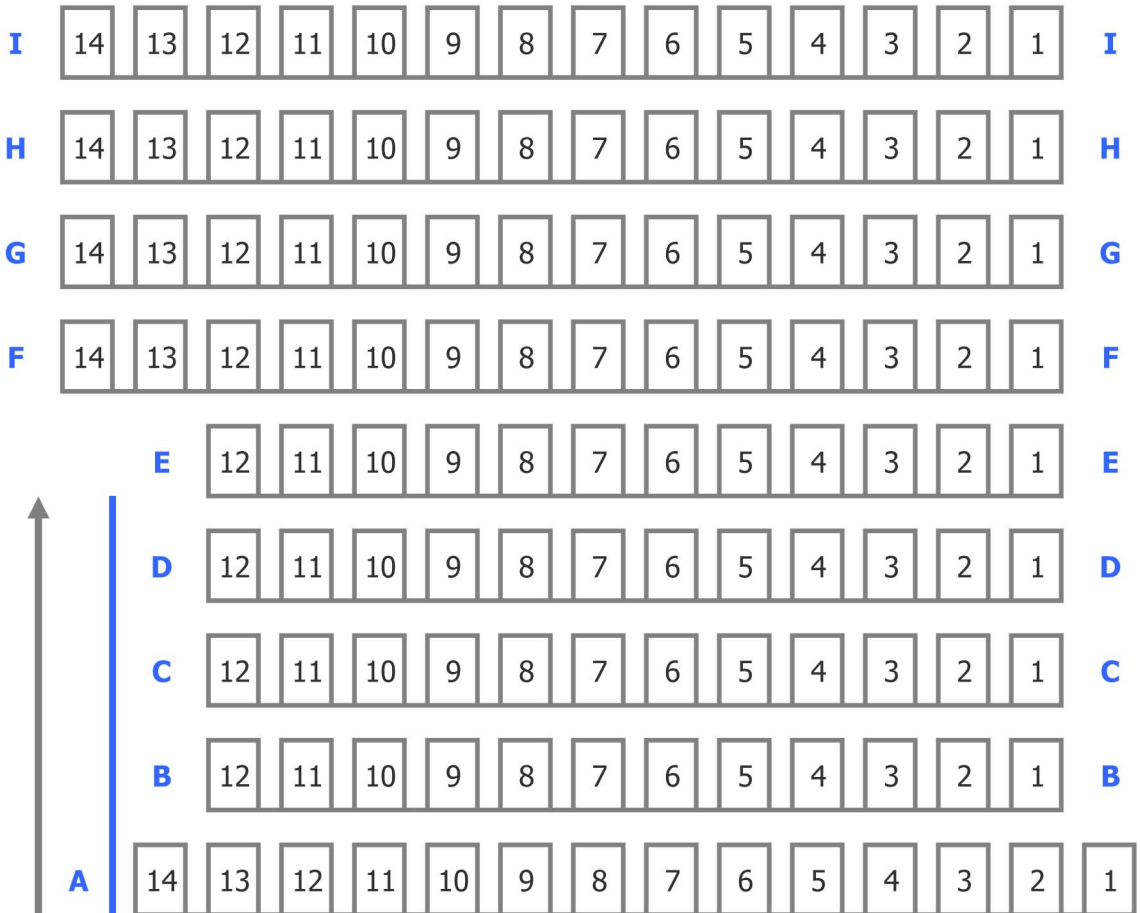 I 14 13 12 11 10 9 8 7 6 5 4 3 2 1 I
H 14 13 12 11 10 9 8 7 6 5 4 3 2 1 H
G 14 13 12 11 10 9 8 7 6 5 4 3 2 1 G
F 14 13 12 11 10 9 8 7 6 5 4 3 2 1 F
E 12 11 10 9 8 7 6 5 4 3 2 1 E
D 12 11 10 9 8 7 6 5 4 3 2 1 D
C 12 11 10 9 8 7 6 5 4 3 2 1 C
B 12 11 10 9 8 7 6 5 4 3 2 1 B
A 14 13 12 11 10 9 8 7 6 5 4 3 2 1